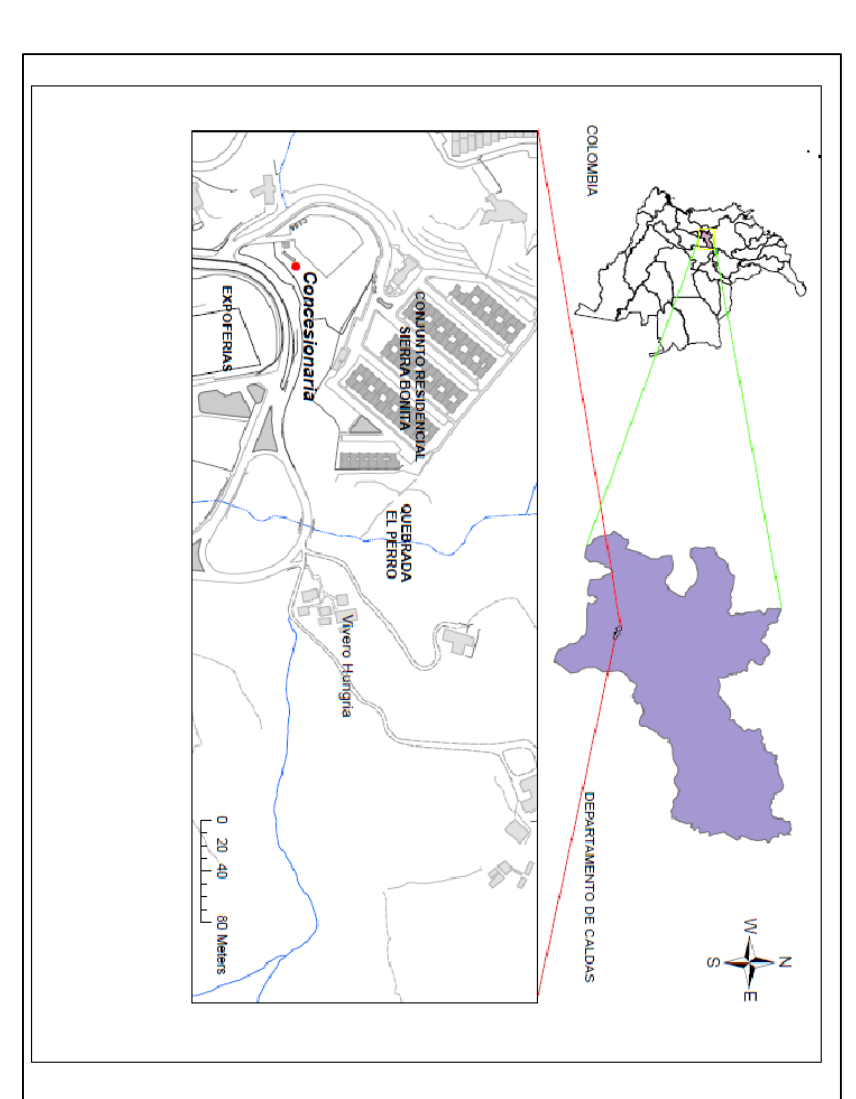 COLOMBIA
DEPARTAMENTO DE CALDAS
N
W
E
S
CONJUNTO RESIDENCIAL
SIERRA BONITA
QUEBRADA
EL PERRO
Concesionaria
Vivero Hungria
EXPOFERIAS
0 20 40 80 Meters